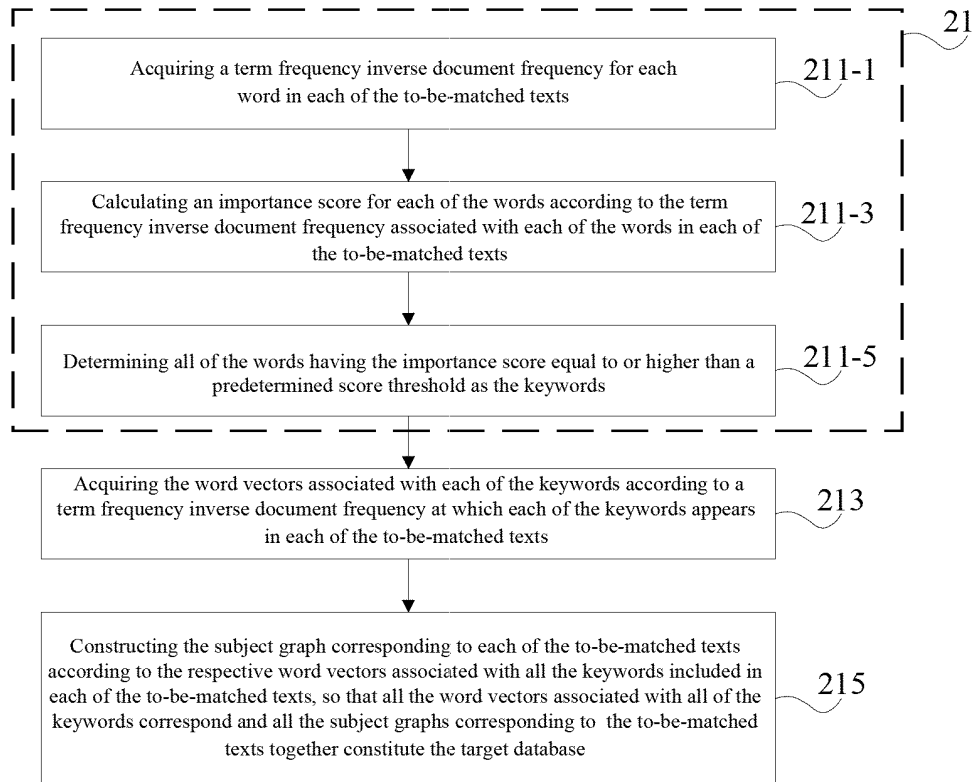 21
Acquiring a term frequency inverse document frequency for each
word in each of the to-be-matched texts
211-1
Calculating an importance score for each of the words according to the term
frequency inverse document frequency associated with each of the words in each of
the to-be-matched texts
211-3
Determining all of the words having the importance score equal to or higher than a
predetermined score threshold as the keywords
211-5
Acquiring the word vectors associated with each of the keywords according to a
term frequency inverse document frequency at which each of the keywords appears
in each of the to-be-matched texts
213
Constructing the subject graph corresponding to each of the to-be-matched texts
according to the respective word vectors associated with all the keywords included in
each of the to-be-matched texts, so that all the word vectors associated with all of the
keywords correspond and all the subject graphs corresponding to the to-be-matched
texts together constitute the target database
215